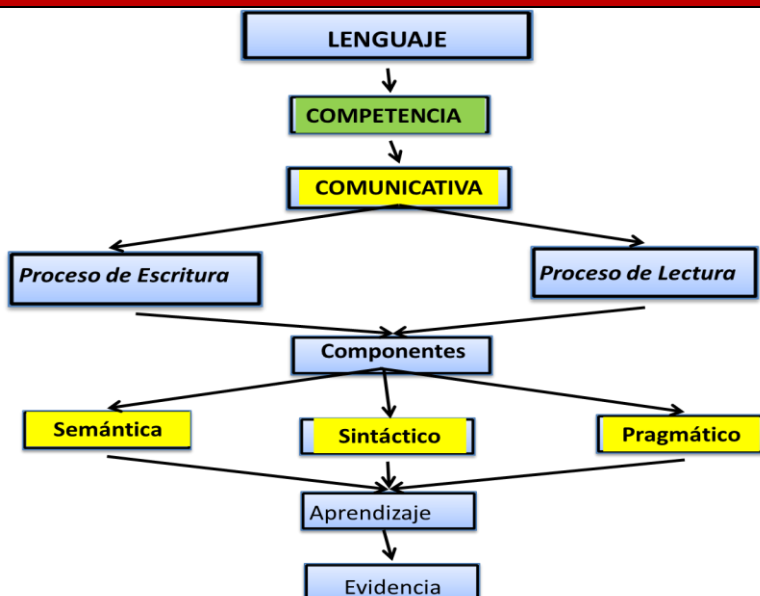 LENGUAJE
COMPETENCIA
COMUNICATIVA
Proceso de Escritura
Proceso de Lectura
Componentes
Semántica
Sintáctico
Pragmático
Aprendizaje
Evidencia